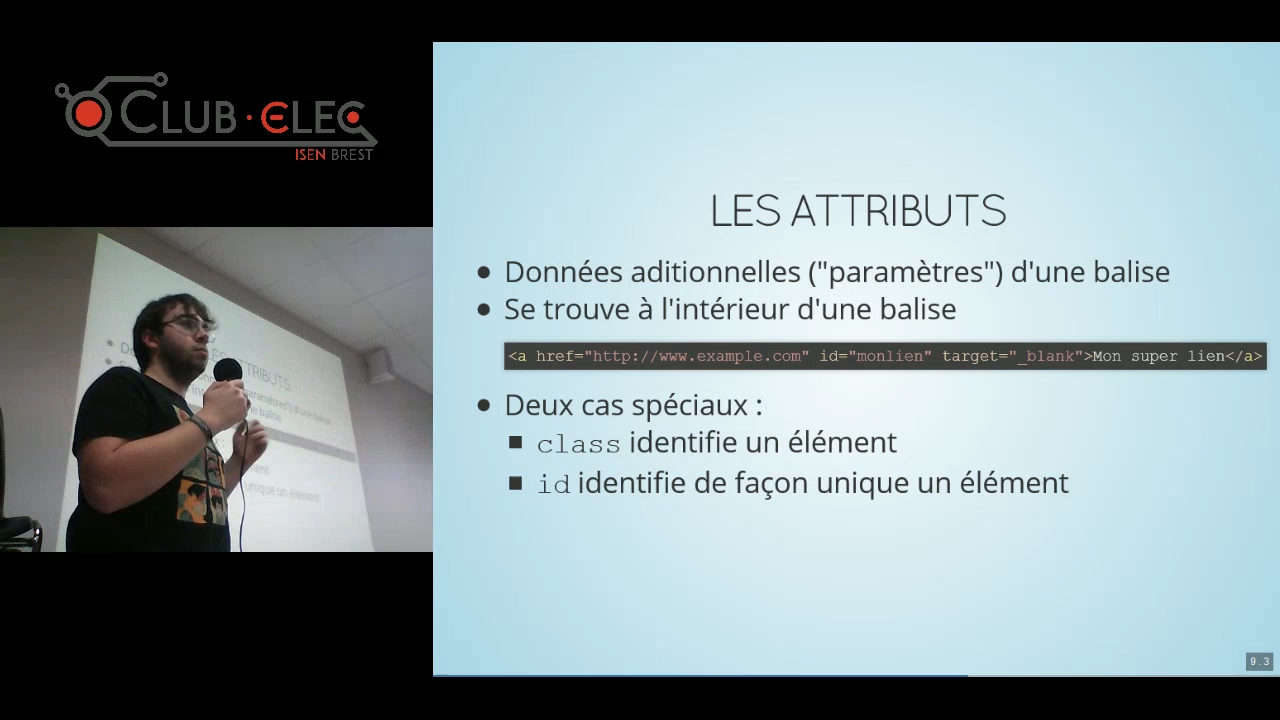 CLUB · ELEC
ISEN BREST
LES ATTRIBUTS
Données aditionnelles ("paramètres") d'une balise
Se trouve à l'intérieur d'une balise
<a href="http://www.example.com" id="monlien" target="_blank">Mon super lien</a>
Deux cas spéciaux :
class identifie un élément
id identifie de façon unique un élément
9.3